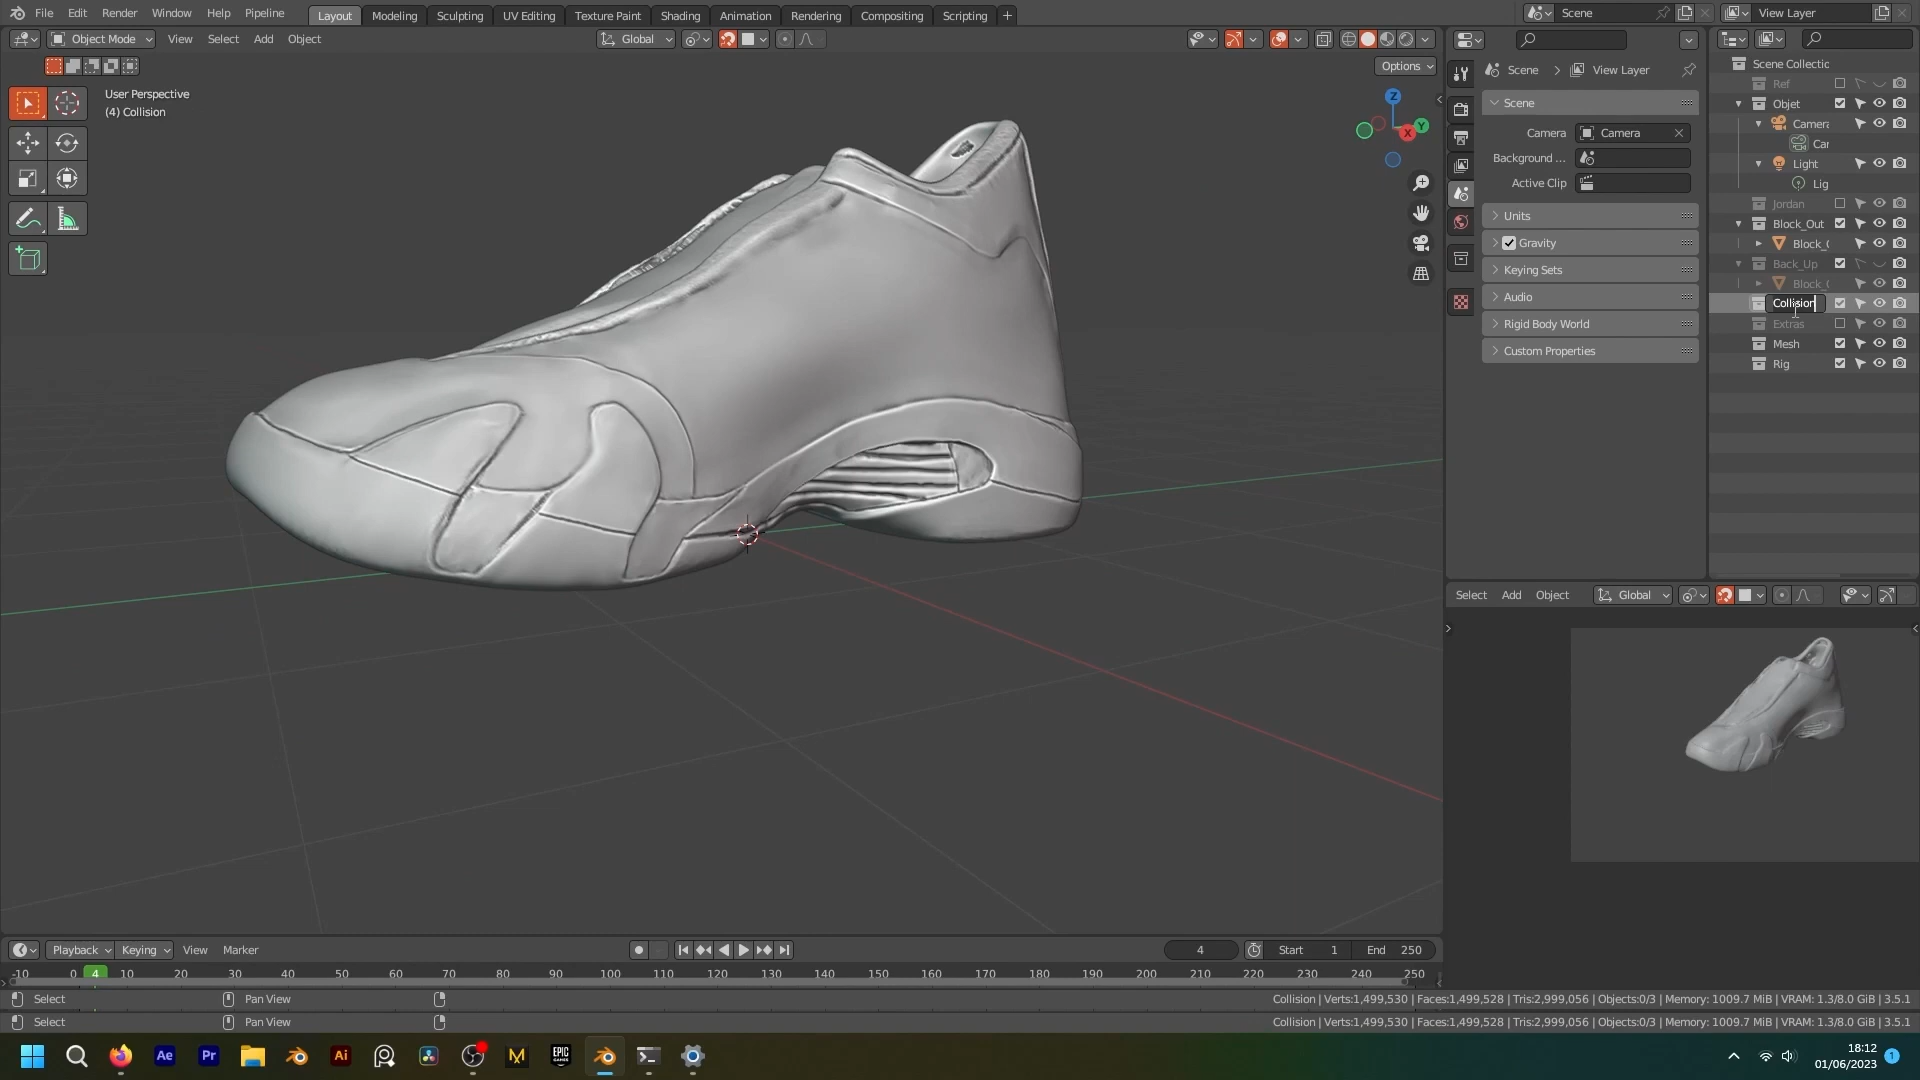 File Edit Render Window Help Pipeline
Layout Modeling Sculpting UV Editing Texture Paint Shading Animation Rendering Compositing Scripting +
Scene View Layer
Object Mode View Select Add Object Global
Options
User Perspective
(4) Collision
Z
Y
X
Scene > View Layer
Scene
Camera Camera
Background ...
Active Clip
Units
Gravity
Keying Sets
Audio
Rigid Body World
Custom Properties
Scene Collectic
Ref
Objet
Camera
Car
Light
Lig
Jordan
Block_Out
Block_(
Back_Up
Block_(
Collision
Extras
Mesh
Rig
Select Add Object Global
Playback Keying View Marker
4 Start 1 End 250
-10 0 4 10 20 30 40 50 60 70 80 90 100 110 120 130 140 150 160 170 180 190 200 210 220 230 240 250
Select Pan View
Collision | Verts:1,499,530 | Faces:1,499,528 | Tris:2,999,056 | Objects:0/3 | Memory: 1009.7 MiB | VRAM: 1.3/8.0 GiB | 3.5.1
Select Pan View
Collision | Verts:1,499,530 | Faces:1,499,528 | Tris:2,999,056 | Objects:0/3 | Memory: 1009.7 MiB | VRAM: 1.3/8.0 GiB | 3.5.1
Ae Pr Ai M EPIC
18:12
01/06/2023
1